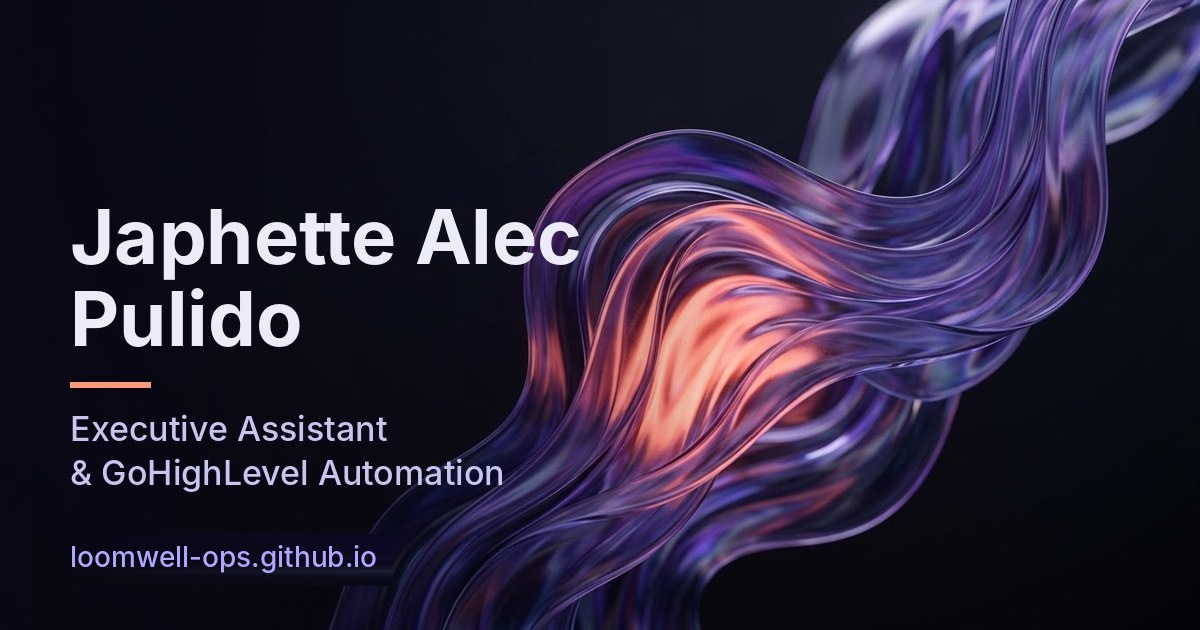 Japhette Alec
Pulido
Executive Assistant
& GoHighLevel Automation
loomwell-ops.github.io